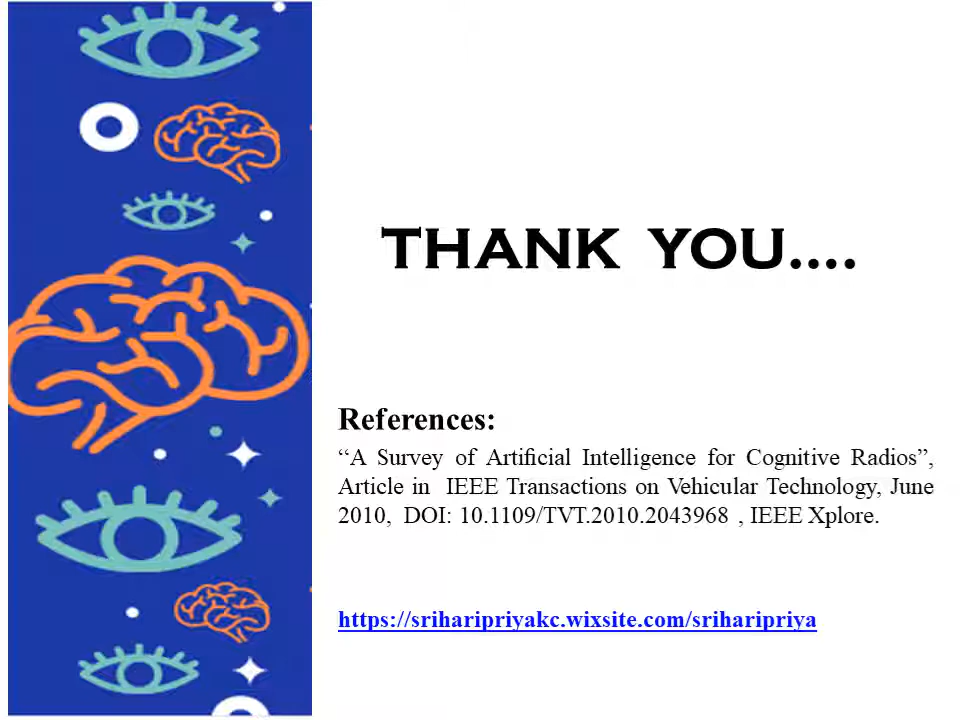 THANK YOU....
References:
“A Survey of Artificial Intelligence for Cognitive Radios”,
Article in IEEE Transactions on Vehicular Technology, June
2010, DOI: 10.1109/TVT.2010.2043968 , IEEE Xplore.
https://sriharipriyakc.wixsite.com/sriharipriya